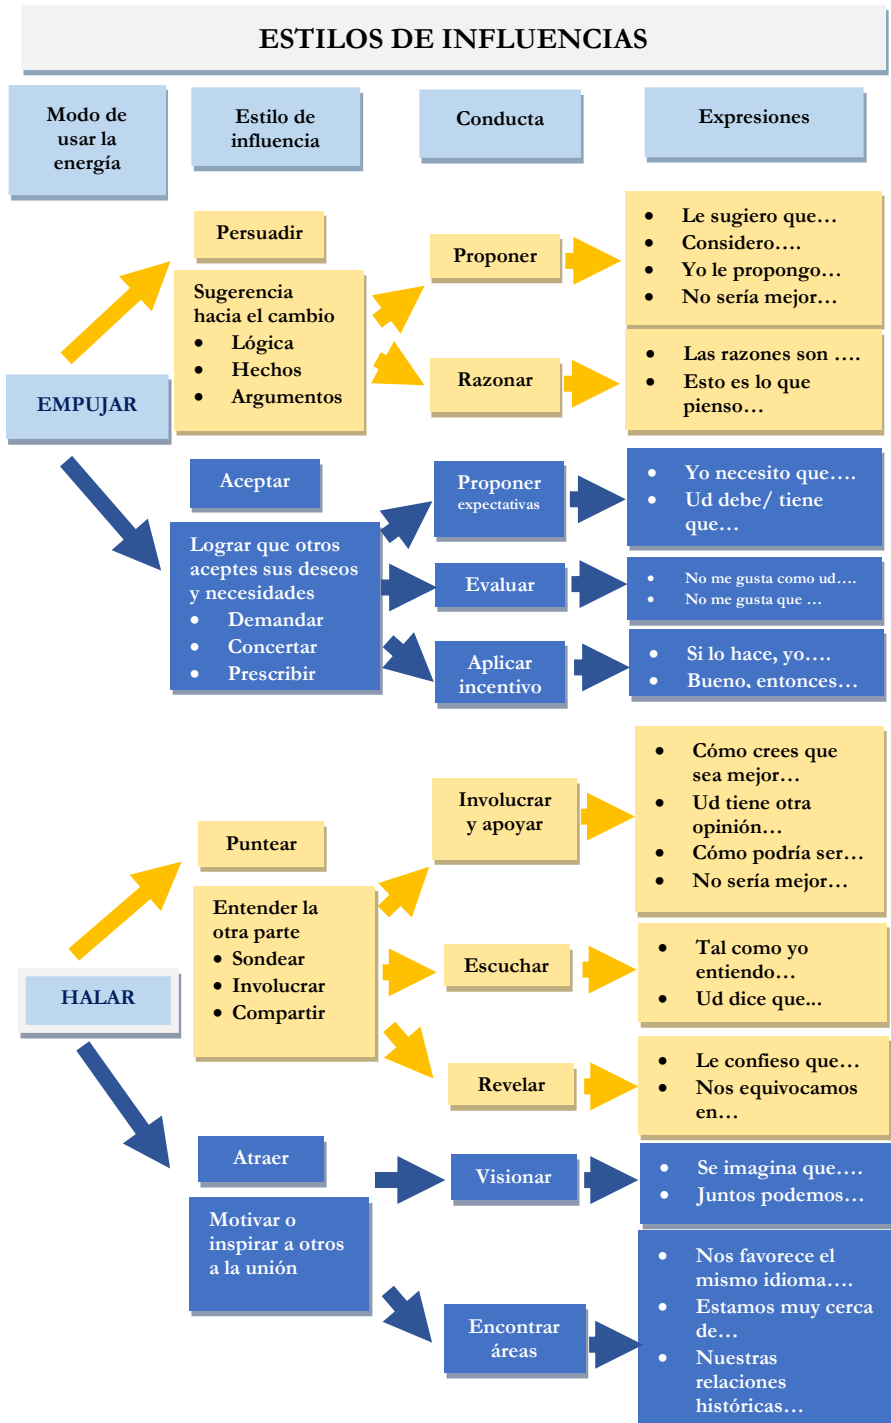 ESTILOS DE INFLUENCIAS
Modo de
usar la
energía
Estilo de
influencia
Conducta
Expresiones
EMPUJAR
Persuadir
Sugerencia
hacia el cambio
• Lógica
• Hechos
• Argumentos
Proponer
• Le sugiero que…
• Considero….
• Yo le propongo…
• No sería mejor…
Razonar
• Las razones son ….
• Esto es lo que
pienso…
Aceptar
Lograr que otros
aceptes sus deseos
y necesidades
• Demandar
• Concertar
• Prescribir
Proponer
expectativas
• Yo necesito que….
• Ud debe/ tiene
que…
Evaluar
• No me gusta como ud….
• No me gusta que …
Aplicar
incentivo
• Si lo hace, yo….
• Bueno, entonces…
HALAR
Puntear
Entender la
otra parte
• Sondear
• Involucrar
• Compartir
Involucrar
y apoyar
• Cómo crees que
sea mejor…
• Ud tiene otra
opinión…
• Cómo podría ser…
• No sería mejor…
Escuchar
• Tal como yo
entiendo…
• Ud dice que...
Revelar
• Le confieso que…
• Nos equivocamos
en…
Atraer
Motivar o
inspirar a otros
a la unión
Visionar
• Se imagina que….
• Juntos podemos…
Encontrar
áreas
• Nos favorece el
mismo idioma….
• Estamos muy cerca
de…
• Nuestras
relaciones
históricas…